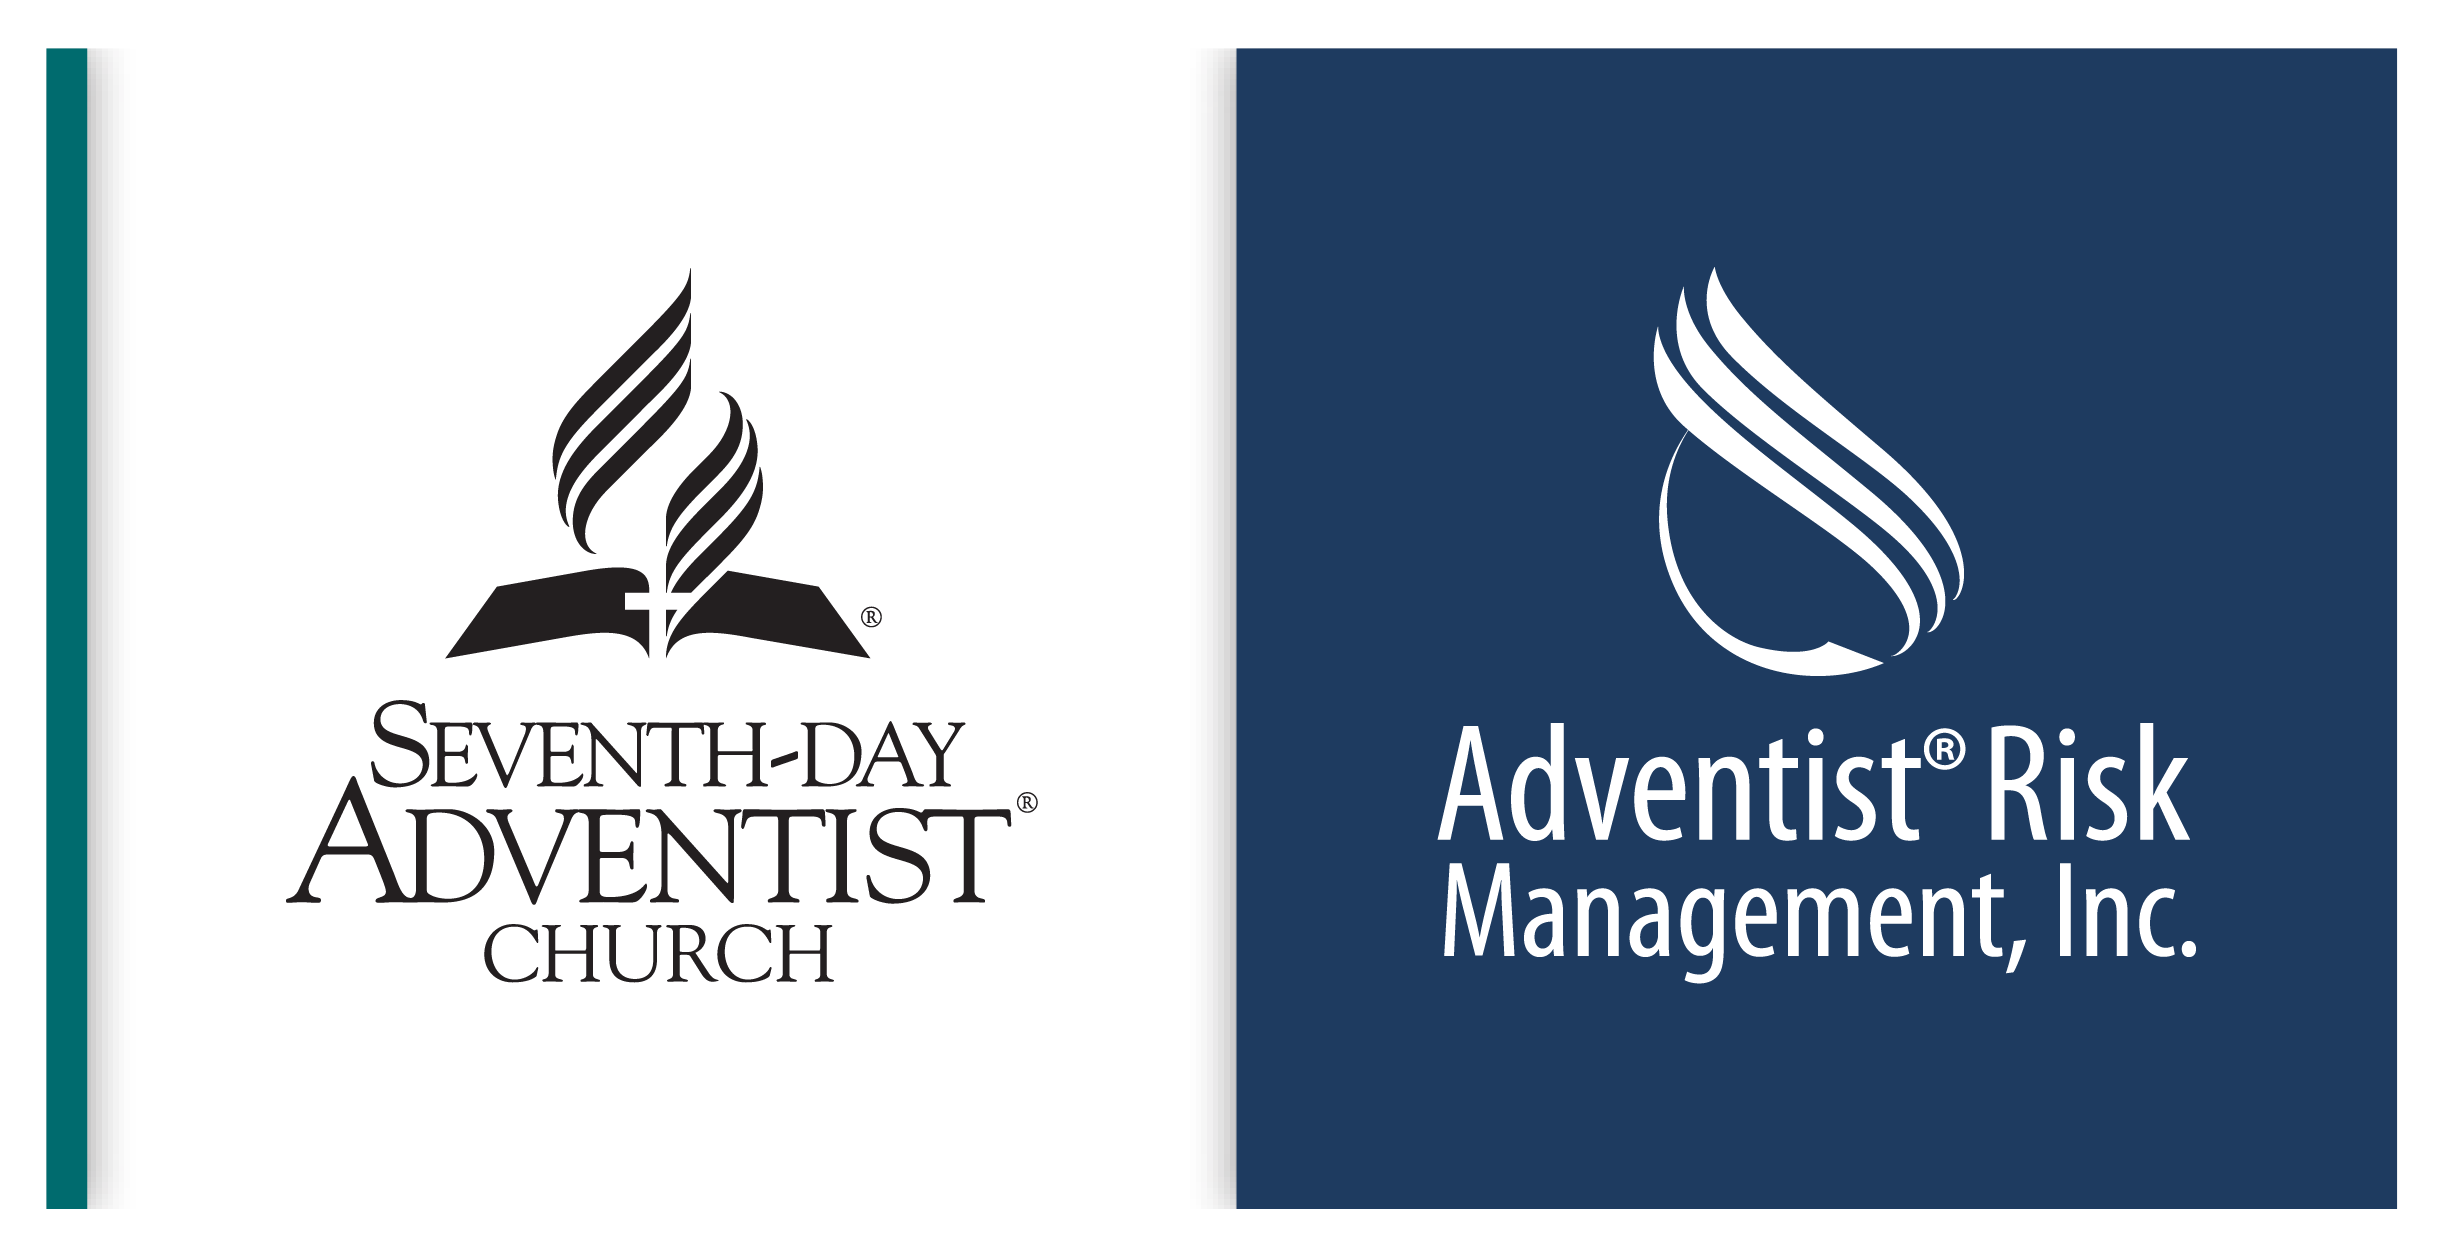 ®
SEVENTH-DAY
ADVENTIST®
CHURCH
Adventist® Risk
Management, Inc.